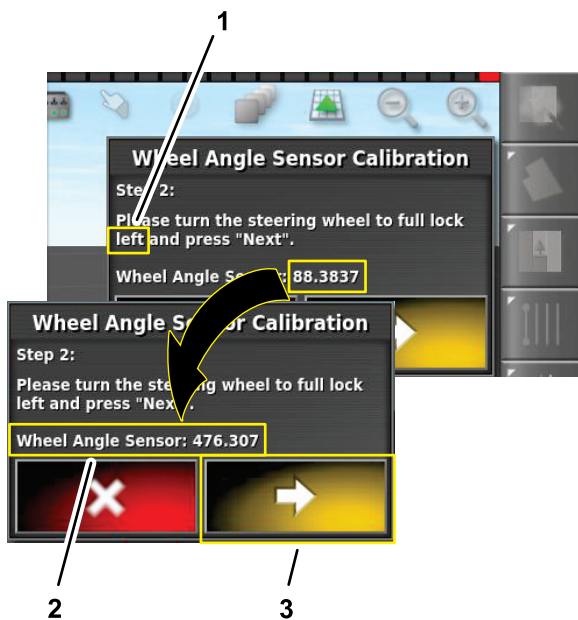 1
Wheel Angle Sensor Calibration
Step 2:
Please turn the steering wheel to full lock
left and press "Next".
Wheel Angle Sensor: 88.3837
Wheel Angle Sensor Calibration
Step 2:
Please turn the steering wheel to full lock
left and press "Next".
Wheel Angle Sensor: 476.307
2
3